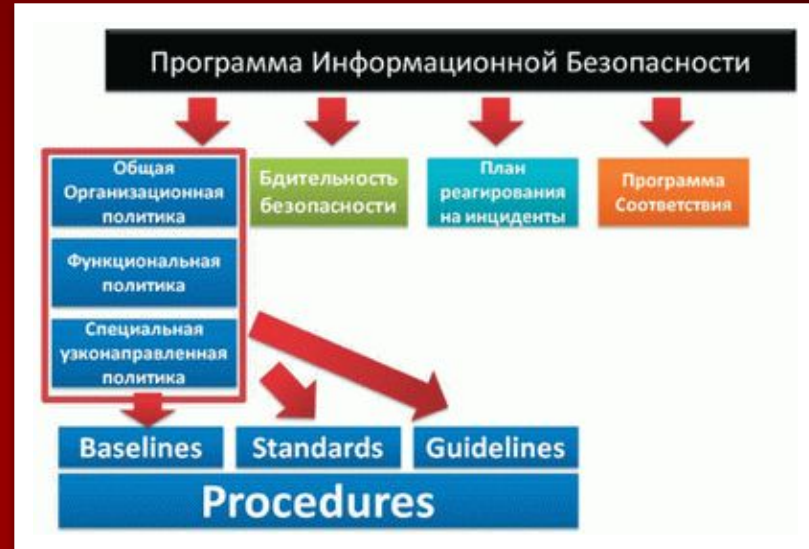 Программа Информационной Безопасности
Общая
Организационная
политика
Бдительность
безопасности
План
реагирования
на инциденты
Программа
Соответствия
Функциональная
политика
Специальная
узконаправленная
политика
Baselines
Standards
Guidelines
Procedures